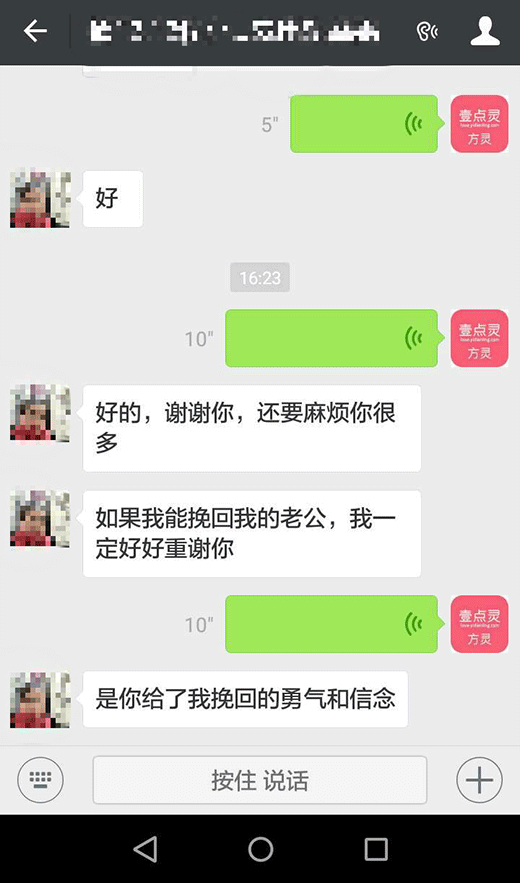 5"
壹点灵
方灵
好
16:23
10"
壹点灵
方灵
好的，谢谢你，还要麻烦你很
多
如果我能挽回我的老公，我一
定好好重谢你
10"
壹点灵
方灵
是你给了我挽回的勇气和信念
按住 说话